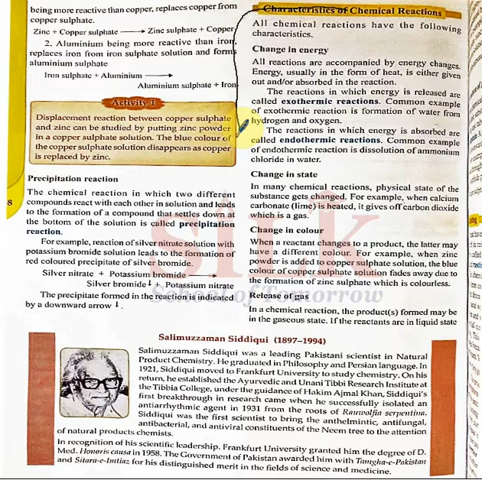 being more reactive than copper, replaces copper from
copper sulphate.
Zinc + Copper sulphate → Zinc sulphate + Copper
2. Aluminium being more reactive than iron,
replaces iron from iron sulphate solution and forms
aluminium sulphate
Iron sulphate + Aluminium →
Aluminium sulphate + Iron
Activity 1
Displacement reaction between copper sulphate
and zinc can be studied by putting zinc powder
in a copper sulphate solution. The blue colour of
the copper sulphate solution disappears as copper
is replaced by zinc.
Precipitation reaction
The chemical reaction in which two different
compounds react with each other in solution and leads
to the formation of a compound that settles down at
the bottom of the solution is called precipitation
reaction.
For example, reaction of silver nitrate solution with
potassium bromide solution leads to the formation of
red coloured precipitate of silver bromide.
Silver nitrate + Potassium bromide →
Silver bromide↓ + Potassium nitrate
The precipitate formed in the reaction is indicated
by a downward arrow ↓.
8
Characteristics of Chemical Reactions
All chemical reactions have the following
characteristics.
Change in energy
All reactions are accompanied by energy changes.
Energy, usually in the form of heat, is either given
out and/or absorbed in the reaction.
The reactions in which energy is released are
called exothermic reactions. Common example
of exothermic reaction is formation of water from
hydrogen and oxygen.
The reactions in which energy is absorbed are
called endothermic reactions. Common example
of endothermic reaction is dissolution of ammonium
chloride in water.
Change in state
In many chemical reactions, physical state of the
substance gets changed. For example, when calcium
carbonate (lime) is heated, it gives off carbon dioxide
which is a gas.
Change in colour
When a reactant changes to a product, the latter may
have a different colour. For example, when zinc
powder is added to copper sulphate solution, the blue
colour of copper sulphate solution fades away due to
the formation of zinc sulphate which is colourless.
Release of gas
In a chemical reaction, the product(s) formed may be
in the gaseous state. If the reactants are in liquid state
School of Tomorrow
Salimuzzaman Siddiqui (1897–1994)
Salimuzzaman Siddiqui was a leading Pakistani scientist in Natural
Product Chemistry. He graduated in Philosophy and Persian language. In
1921, Siddiqui moved to Frankfurt University to study chemistry. On his
return, he established the Ayurvedic and Unani Tibbi Research Institute at
the Tibbia College, under the guidance of Hakim Ajmal Khan, Siddiqui's
first breakthrough in research came when he successfully isolated an
antiarrhythmic agent in 1931 from the roots of Rauwolfia serpentina.
Siddiqui was the first scientist to bring the anthelmintic, antifungal,
antibacterial, and antiviral constituents of the Neem tree to the attention
of natural products chemists.
In recognition of his scientific leadership. Frankfurt University granted him the degree of D.
Med. Honoris causa in 1958. The Government of Pakistan awarded him with Tamgha-e-Pakistan
and Sitara-e-Imtiaz for his distinguished merit in the fields of science and medicine.